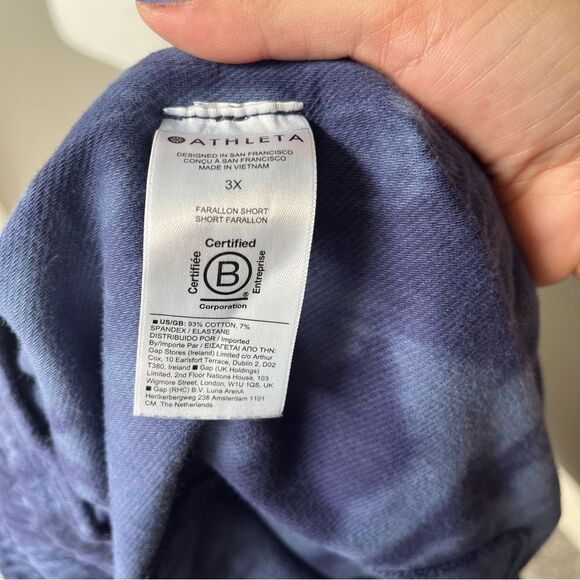 ATHLETA
DESIGNED IN SAN FRANCISCO
CONÇU À SAN FRANCISCO
MADE IN VIETNAM
3X
FARALLON SHORT
SHORT FARALLON
Certified
Certifiée
B
Entreprise
®
Corporation
■ US/GB: 93% COTTON, 7%
SPANDEX / ELASTANE
DISTRIBUIDO POR / Imported
By/Importe Par / ΕΙΣΑΓΕΤΑΙ ΑΠΟ ΤΗΝ:
Gap Stores (Ireland) Limited c/o Arthur
Cox, 10 Earlsfort Terrace, Dublin 2, D02
T380, Ireland ■ Gap (UK Holdings)
Limited, 2nd Floor Nations House, 103
Wigmore Street, London, W1U 1QS, UK
■ Gap (RHC) B.V. Luna ArenA
Herikerbergweg 238 Amsterdam 1101
CM. The Netherlands